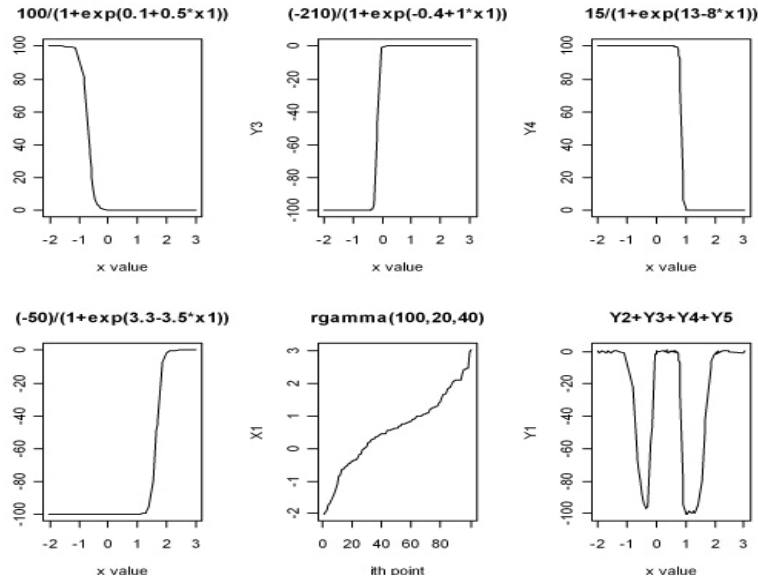 100/(1+exp(0.1+0.5*x1))
100
80
60
40
20
0
-2 -1 0 1 2 3
x value
(-210)/(1+exp(-0.4+1*x1))
Y3
0
-20
-40
-60
-80
-100
-2 -1 0 1 2 3
x value
15/(1+exp(13-8*x1))
Y4
100
80
60
40
20
0
-2 -1 0 1 2 3
x value
(-50)/(1+exp(3.3-3.5*x1))
0
-20
-40
-60
-80
-100
-2 -1 0 1 2 3
x value
rgamma(100,20,40)
X1
3
2
1
0
-1
-2
0 20 40 60 80
ith point
Y2+Y3+Y4+Y5
Y1
0
-20
-40
-60
-80
-100
-2 -1 0 1 2 3
x value